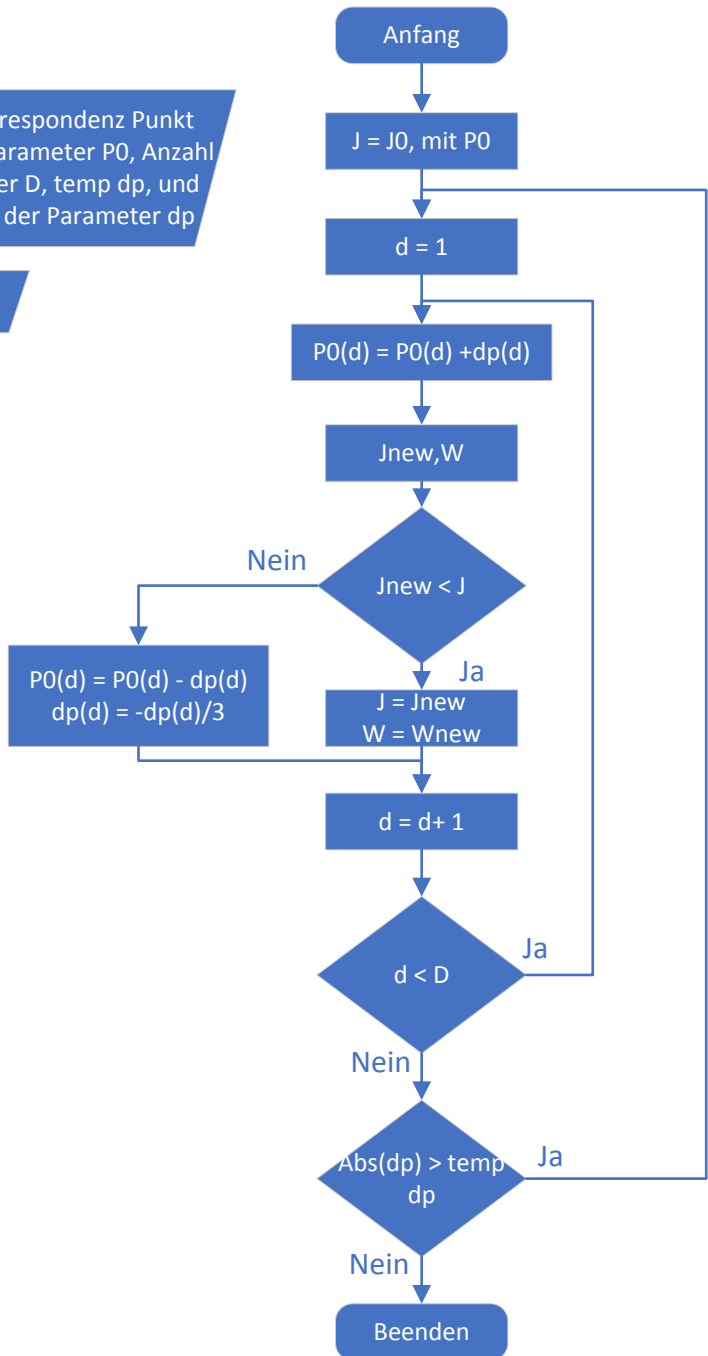 Anfang
respondenz Punkt
arameter P0, Anzahl
er D, temp dp, und
der Parameter dp
J = J0, mit P0
d = 1
P0(d) = P0(d) +dp(d)
Jnew,W
Jnew < J
Nein
Ja
P0(d) = P0(d) - dp(d)
dp(d) = -dp(d)/3
J = Jnew
W = Wnew
d = d+ 1
d < D
Ja
Nein
Abs(dp) > temp
dp
Ja
Nein
Beenden